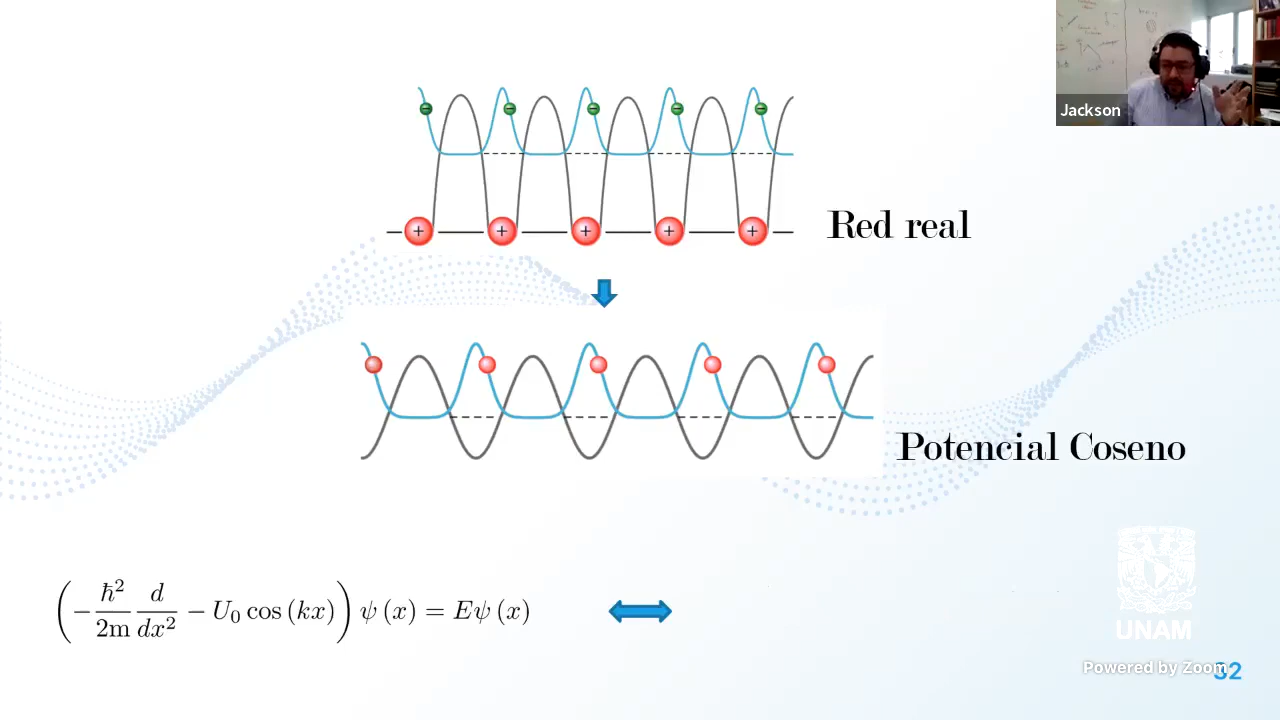 Jackson
Red real
Potencial Coseno
(-ħ²/2m d/dx² - U₀ cos (kx)) ψ (x) = Eψ (x)
UNAM
Powered by Zoom
32